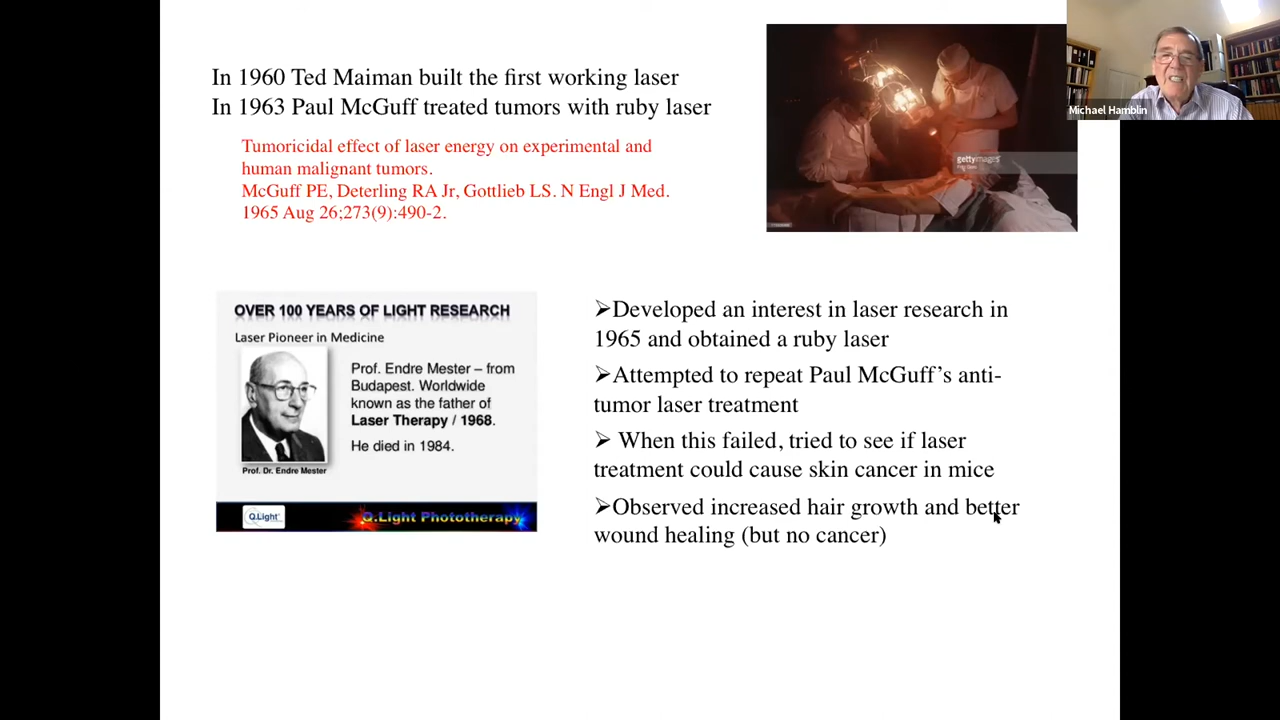 In 1960 Ted Maiman built the first working laser
In 1963 Paul McGuff treated tumors with ruby laser
Tumoricidal effect of laser energy on experimental and
human malignant tumors.
McGuff PE, Deterling RA Jr, Gottlieb LS. N Engl J Med.
1965 Aug 26;273(9):490-2.
gettyimages
Michael Hamblin
OVER 100 YEARS OF LIGHT RESEARCH
Laser Pioneer in Medicine
Prof. Endre Mester – from
Budapest. Worldwide
known as the father of
Laser Therapy / 1968.
He died in 1984.
Prof. Dr. Endre Mester
Q.Light
Q.Light Phototherapy
➢Developed an interest in laser research in
1965 and obtained a ruby laser
➢Attempted to repeat Paul McGuff’s anti-
tumor laser treatment
➢ When this failed, tried to see if laser
treatment could cause skin cancer in mice
➢Observed increased hair growth and better
wound healing (but no cancer)